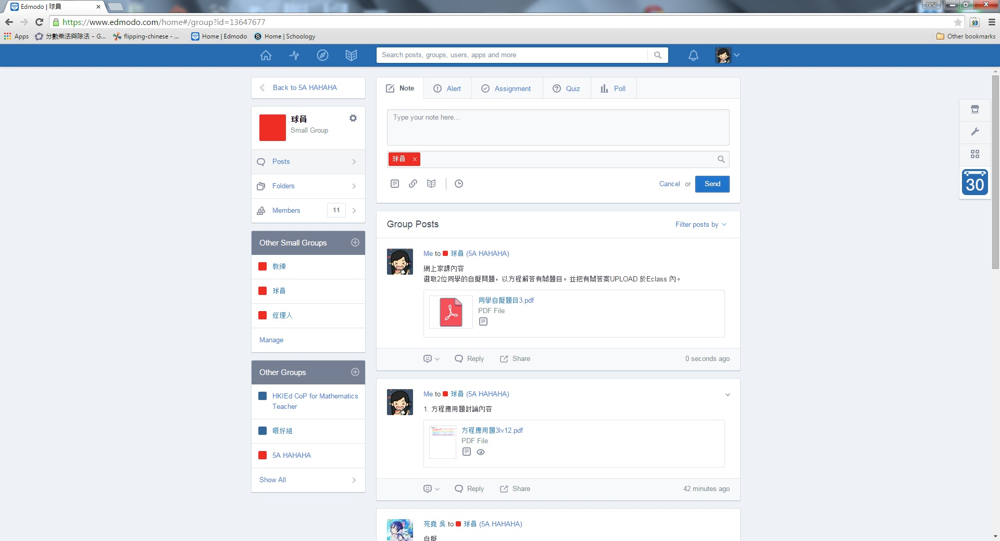 Edmodo | 球員
JVSJ
https://www.edmodo.com/home#/group?id=13647677
Apps 分數乘法與除法 - G... flipping-chinese - ... Home | Edmodo Home | Schoology Other bookmarks
Search posts, groups, users, apps and more
Back to 5A HAHAHA
球員
Small Group
Posts
Folders
Members 11
Other Small Groups
教練
球員
經理人
Manage
Other Groups
HKIEd CoP for Mathematics
Teacher
唔好組
5A HAHAHA
Show All
Note Alert Assignment Quiz Poll
Type your note here...
球員 x
Cancel or Send
Group Posts Filter posts by
Me to 球員 (5A HAHAHA)
網上家課內容
選取2位同學的自擬問題，以方程解答有關題目。並把有關答案UPLOAD 於Eclass 內。
同學自擬題目3.pdf
PDF File
Reply Share 0 seconds ago
Me to 球員 (5A HAHAHA)
1. 方程應用題討論內容
方程應用題3lv12.pdf
PDF File
Reply Share 42 minutes ago
苑堯 吳 to 球員 (5A HAHAHA)
自擬
30